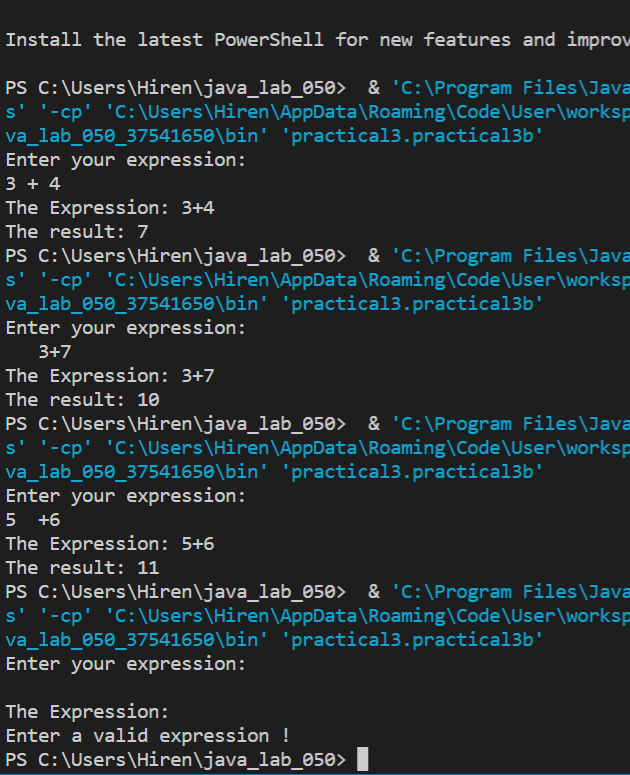 Install the latest PowerShell for new features and improv
PS C:\Users\Hiren\java_lab_050>  & 'C:\Program Files\Java
s' '-cp' 'C:\Users\Hiren\AppData\Roaming\Code\User\worksp
va_lab_050_37541650\bin' 'practical3.practical3b'
Enter your expression:
3 + 4
The Expression: 3+4
The result: 7
PS C:\Users\Hiren\java_lab_050>  & 'C:\Program Files\Java
s' '-cp' 'C:\Users\Hiren\AppData\Roaming\Code\User\worksp
va_lab_050_37541650\bin' 'practical3.practical3b'
Enter your expression:
   3+7
The Expression: 3+7
The result: 10
PS C:\Users\Hiren\java_lab_050>  & 'C:\Program Files\Java
s' '-cp' 'C:\Users\Hiren\AppData\Roaming\Code\User\worksp
va_lab_050_37541650\bin' 'practical3.practical3b'
Enter your expression:
5  +6
The Expression: 5+6
The result: 11
PS C:\Users\Hiren\java_lab_050>  & 'C:\Program Files\Java
s' '-cp' 'C:\Users\Hiren\AppData\Roaming\Code\User\worksp
va_lab_050_37541650\bin' 'practical3.practical3b'
Enter your expression:
The Expression:
Enter a valid expression !
PS C:\Users\Hiren\java_lab_050>